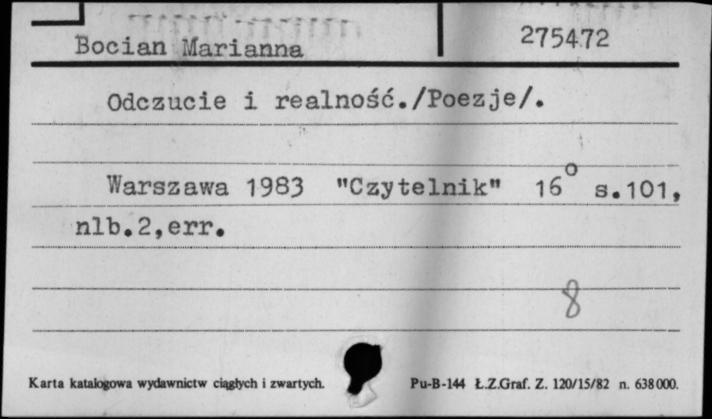 Bocian Marianna 275472
Odczucie i realność./Poezje/.
Warszawa 1983 "Czytelnik" 16° s.101,
nlb.2,err.
8
Karta katalogowa wydawnictw ciągłych i zwartych. Pu-B-144 Ł.Z.Graf. Z. 120/15/82 n. 638000.